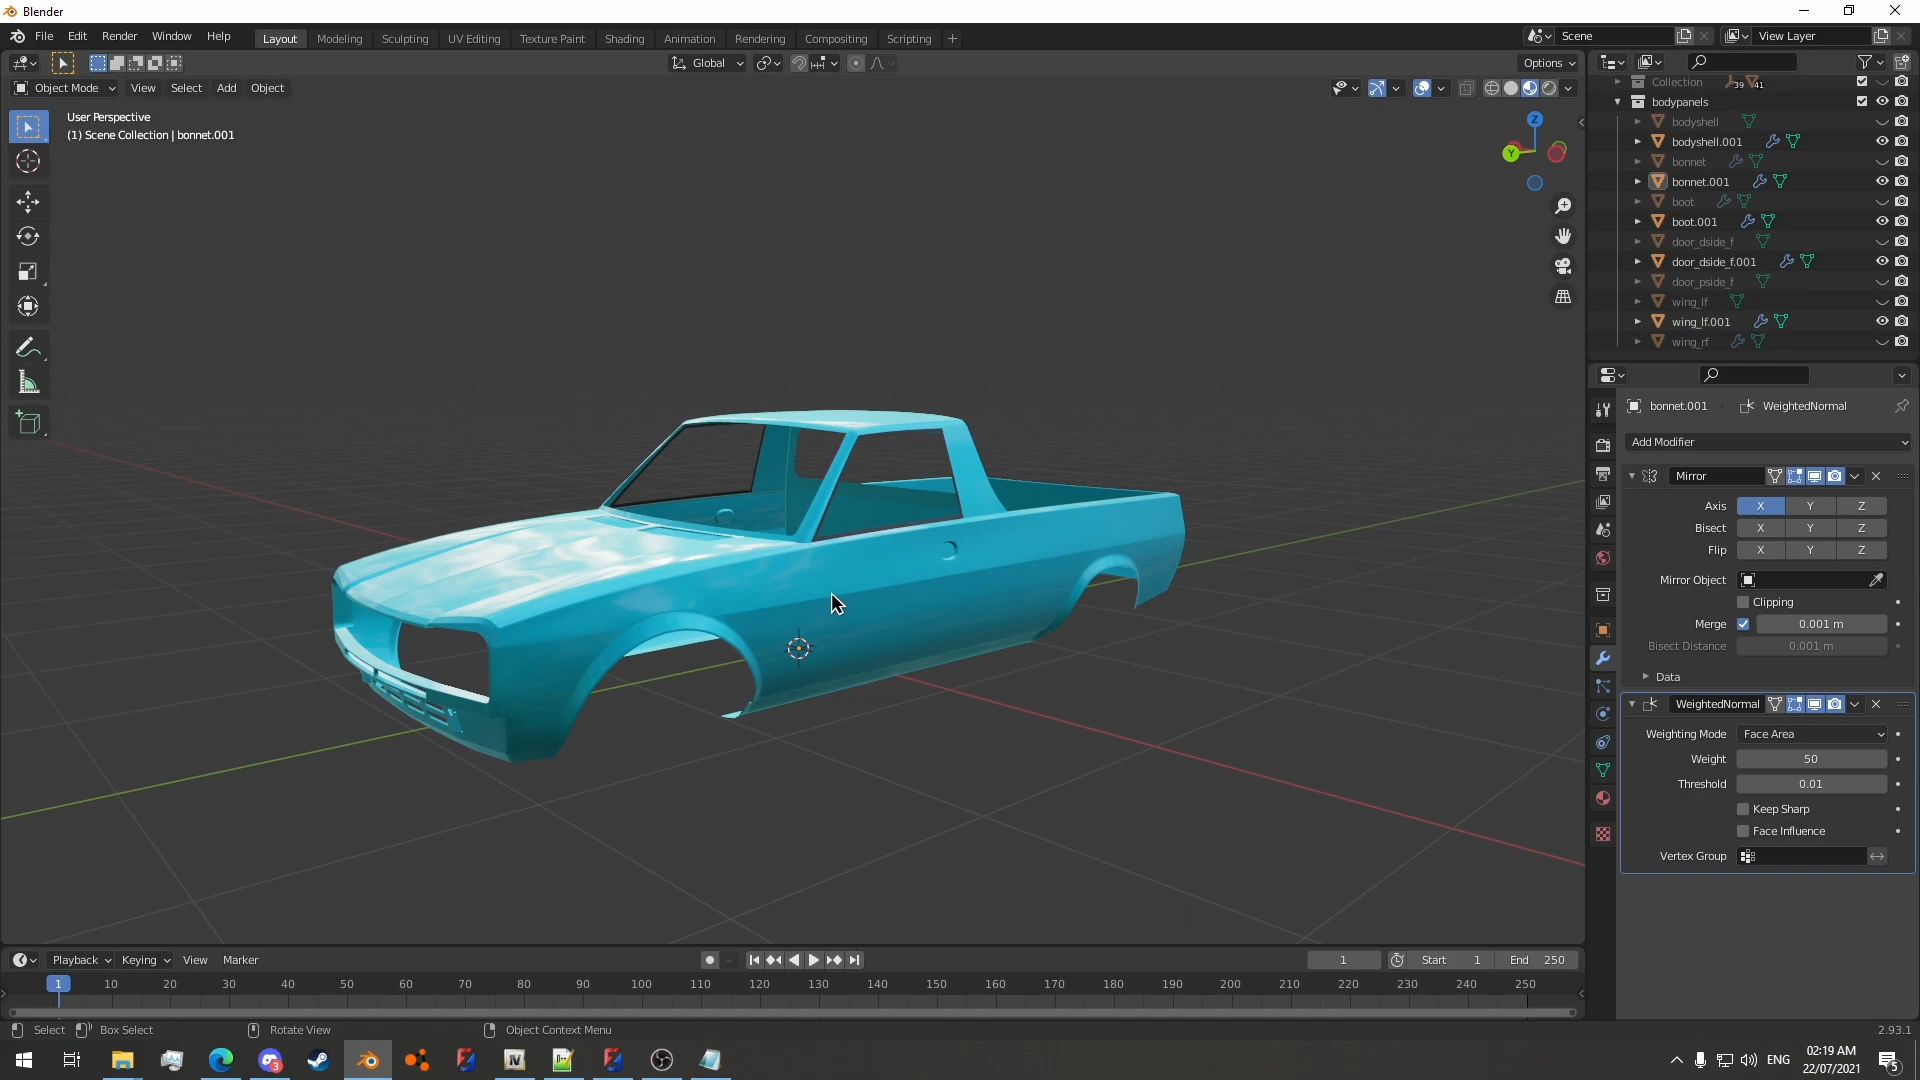 Blender
File Edit Render Window Help Layout Modeling Sculpting UV Editing Texture Paint Shading Animation Rendering Compositing Scripting + Scene View Layer
Global Options
Object Mode View Select Add Object
User Perspective
(1) Scene Collection | bonnet.001
Z
Y
Collection 39 41
bodypanels
bodyshell
bodyshell.001
bonnet
bonnet.001
boot
boot.001
door_dside_f
door_dside_f.001
door_pside_f
wing_lf
wing_lf.001
wing_rf
bonnet.001 WeightedNormal
Add Modifier
Mirror
Axis X Y Z
Bisect X Y Z
Flip X Y Z
Mirror Object
Clipping
Merge 0.001 m
Bisect Distance 0.001 m
Data
WeightedNormal
Weighting Mode Face Area
Weight 50
Threshold 0.01
Keep Sharp
Face Influence
Vertex Group
Playback Keying View Marker 1 Start 1 End 250
1 10 20 30 40 50 60 70 80 90 100 110 120 130 140 150 160 170 180 190 200 210 220 230 240 250
Select Box Select Rotate View Object Context Menu 2.93.1
3 IV ENG 02:19 AM
22/07/2021 5